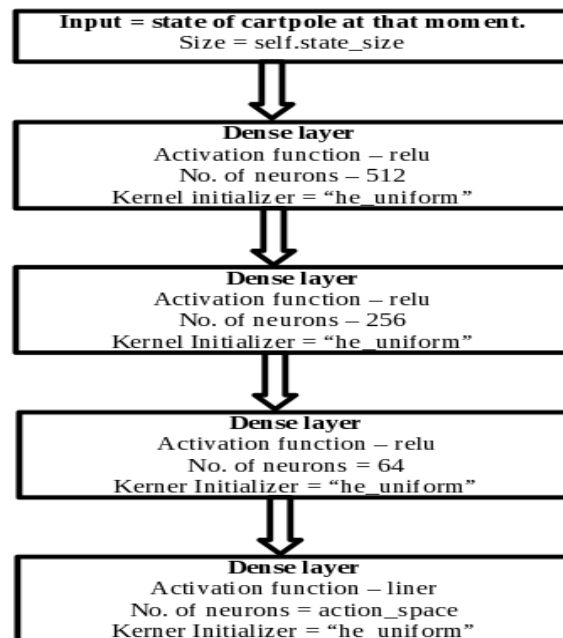 Input = state of cartpole at that moment.
Size = self.state_size
Dense layer
Activation function – relu
No. of neurons – 512
Kernel initializer = “he_uniform”
Dense layer
Activation function – relu
No. of neurons – 256
Kernel Initializer = “he_uniform”
Dense layer
Activation function – relu
No. of neurons = 64
Kerner Initializer = “he_uniform”
Dense layer
Activation function – liner
No. of neurons = action_space
Kerner Initializer = “he_uniform”